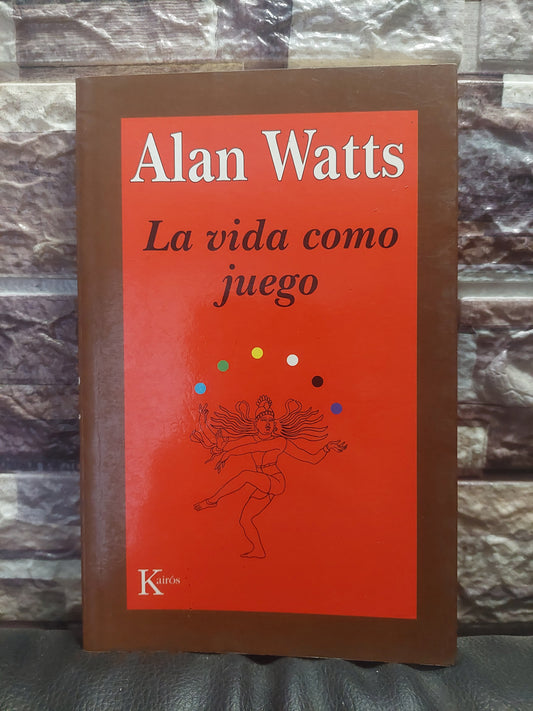 Alan Watts
La vida como
juego
Kairós